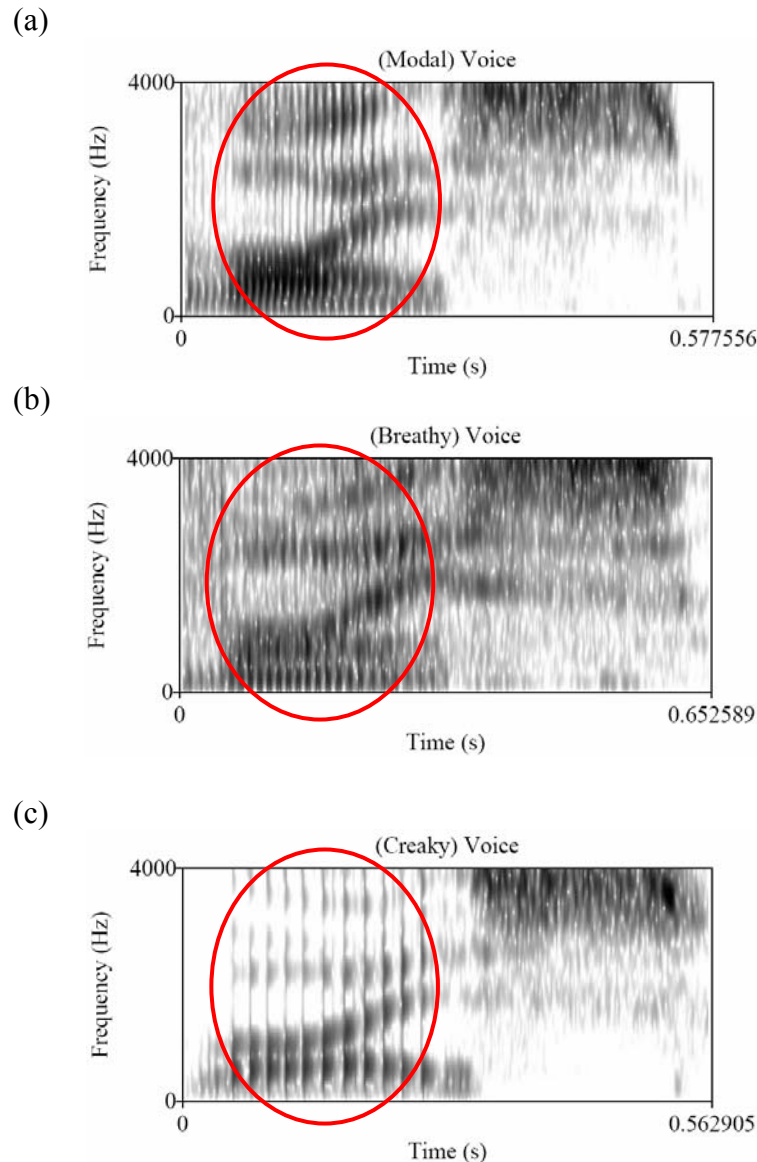 (a)
(Modal) Voice
4000
Frequency (Hz)
0
0
0.577556
Time (s)
(b)
(Breathy) Voice
4000
Frequency (Hz)
0
0
0.652589
Time (s)
(c)
(Creaky) Voice
4000
Frequency (Hz)
0
0
0.562905
Time (s)